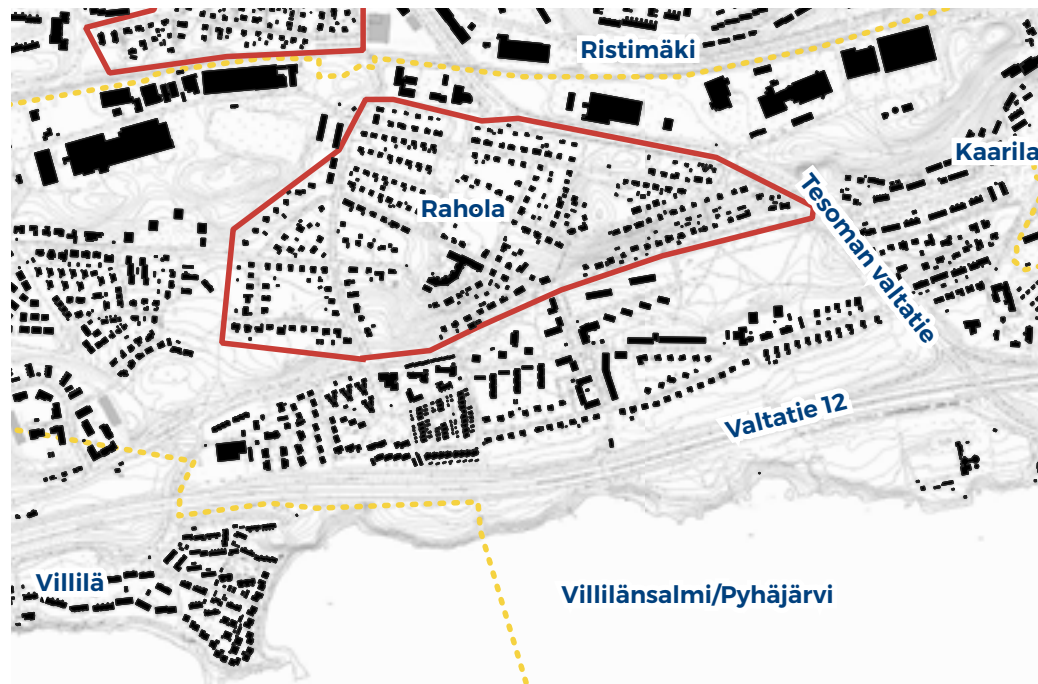 Ristimäki
Kaarila
Rahola
Tesoman valtatie
Valtatie 12
Villilä
Villilänsalmi/Pyhäjärvi